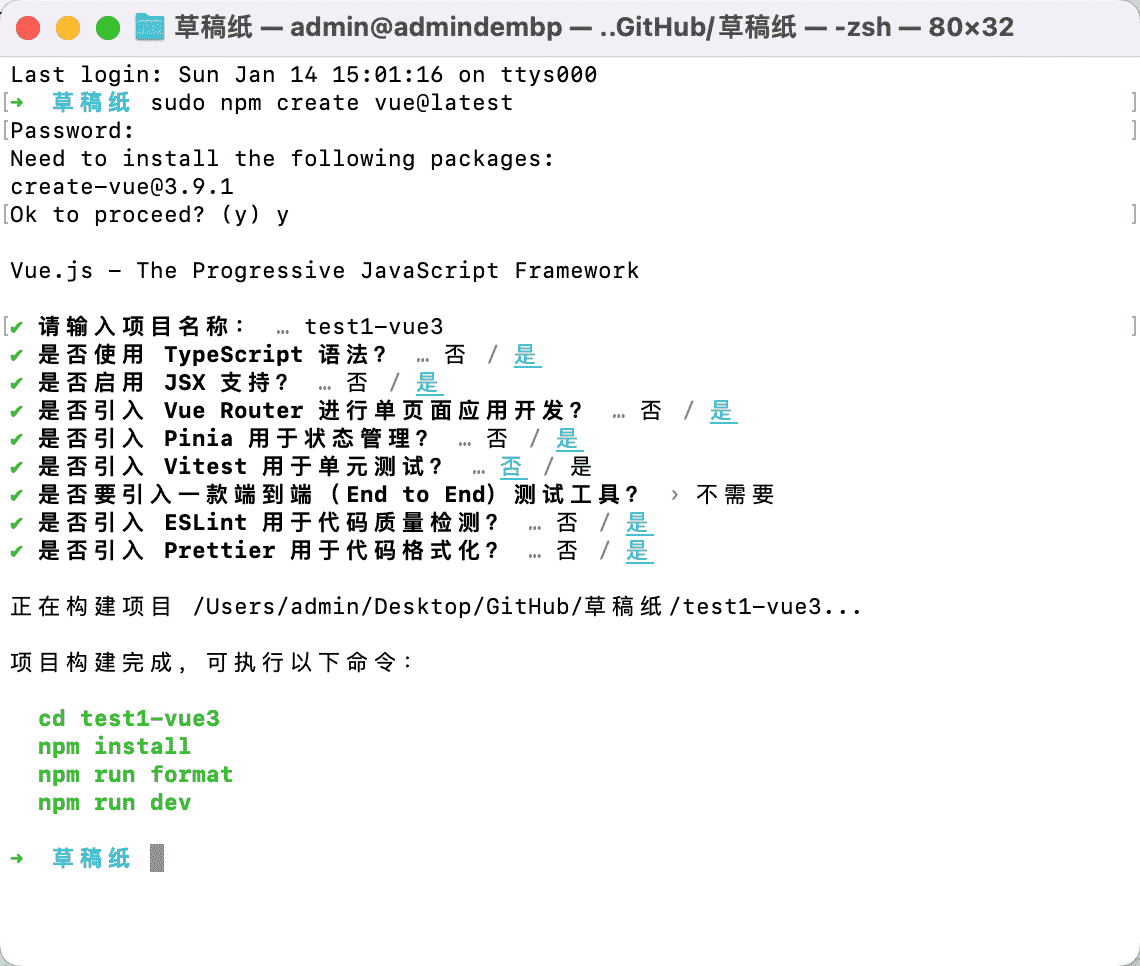 草稿纸 — admin@admindembp — ..GitHub/草稿纸 — -zsh — 80×32
Last login: Sun Jan 14 15:01:16 on ttys000
[➜  草稿纸 sudo npm create vue@latest ]
[Password: ]
Need to install the following packages:
create-vue@3.9.1
[Ok to proceed? (y) y ]
Vue.js - The Progressive JavaScript Framework
[✔ 请输入项目名称： … test1-vue3 ]
✔ 是否使用 TypeScript 语法？ … 否 / 是
✔ 是否启用 JSX 支持？ … 否 / 是
✔ 是否引入 Vue Router 进行单页面应用开发？ … 否 / 是
✔ 是否引入 Pinia 用于状态管理？ … 否 / 是
✔ 是否引入 Vitest 用于单元测试？ … 否 / 是
✔ 是否要引入一款端到端（End to End）测试工具？ › 不需要
✔ 是否引入 ESLint 用于代码质量检测？ … 否 / 是
✔ 是否引入 Prettier 用于代码格式化？ … 否 / 是
正在构建项目 /Users/admin/Desktop/GitHub/草稿纸/test1-vue3...
项目构建完成，可执行以下命令：
cd test1-vue3
npm install
npm run format
npm run dev
➜  草稿纸